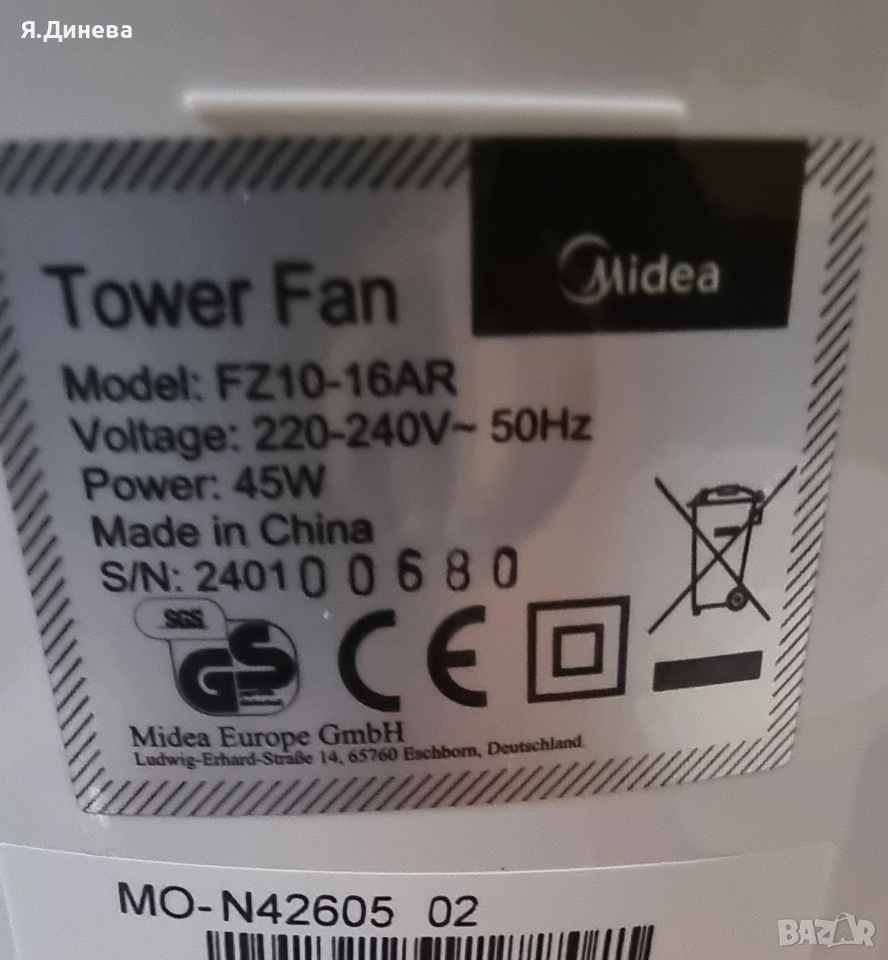 Я.Динева
Midea
Tower Fan
Model: FZ10-16AR
Voltage: 220-240V~ 50Hz
Power: 45W
Made in China
S/N: 240100680
SGS
GS
CE
Midea Europe GmbH
Ludwig-Erhard-Straße 14, 65760 Eschborn, Deutschland
MO-N42605 02
BAZAR